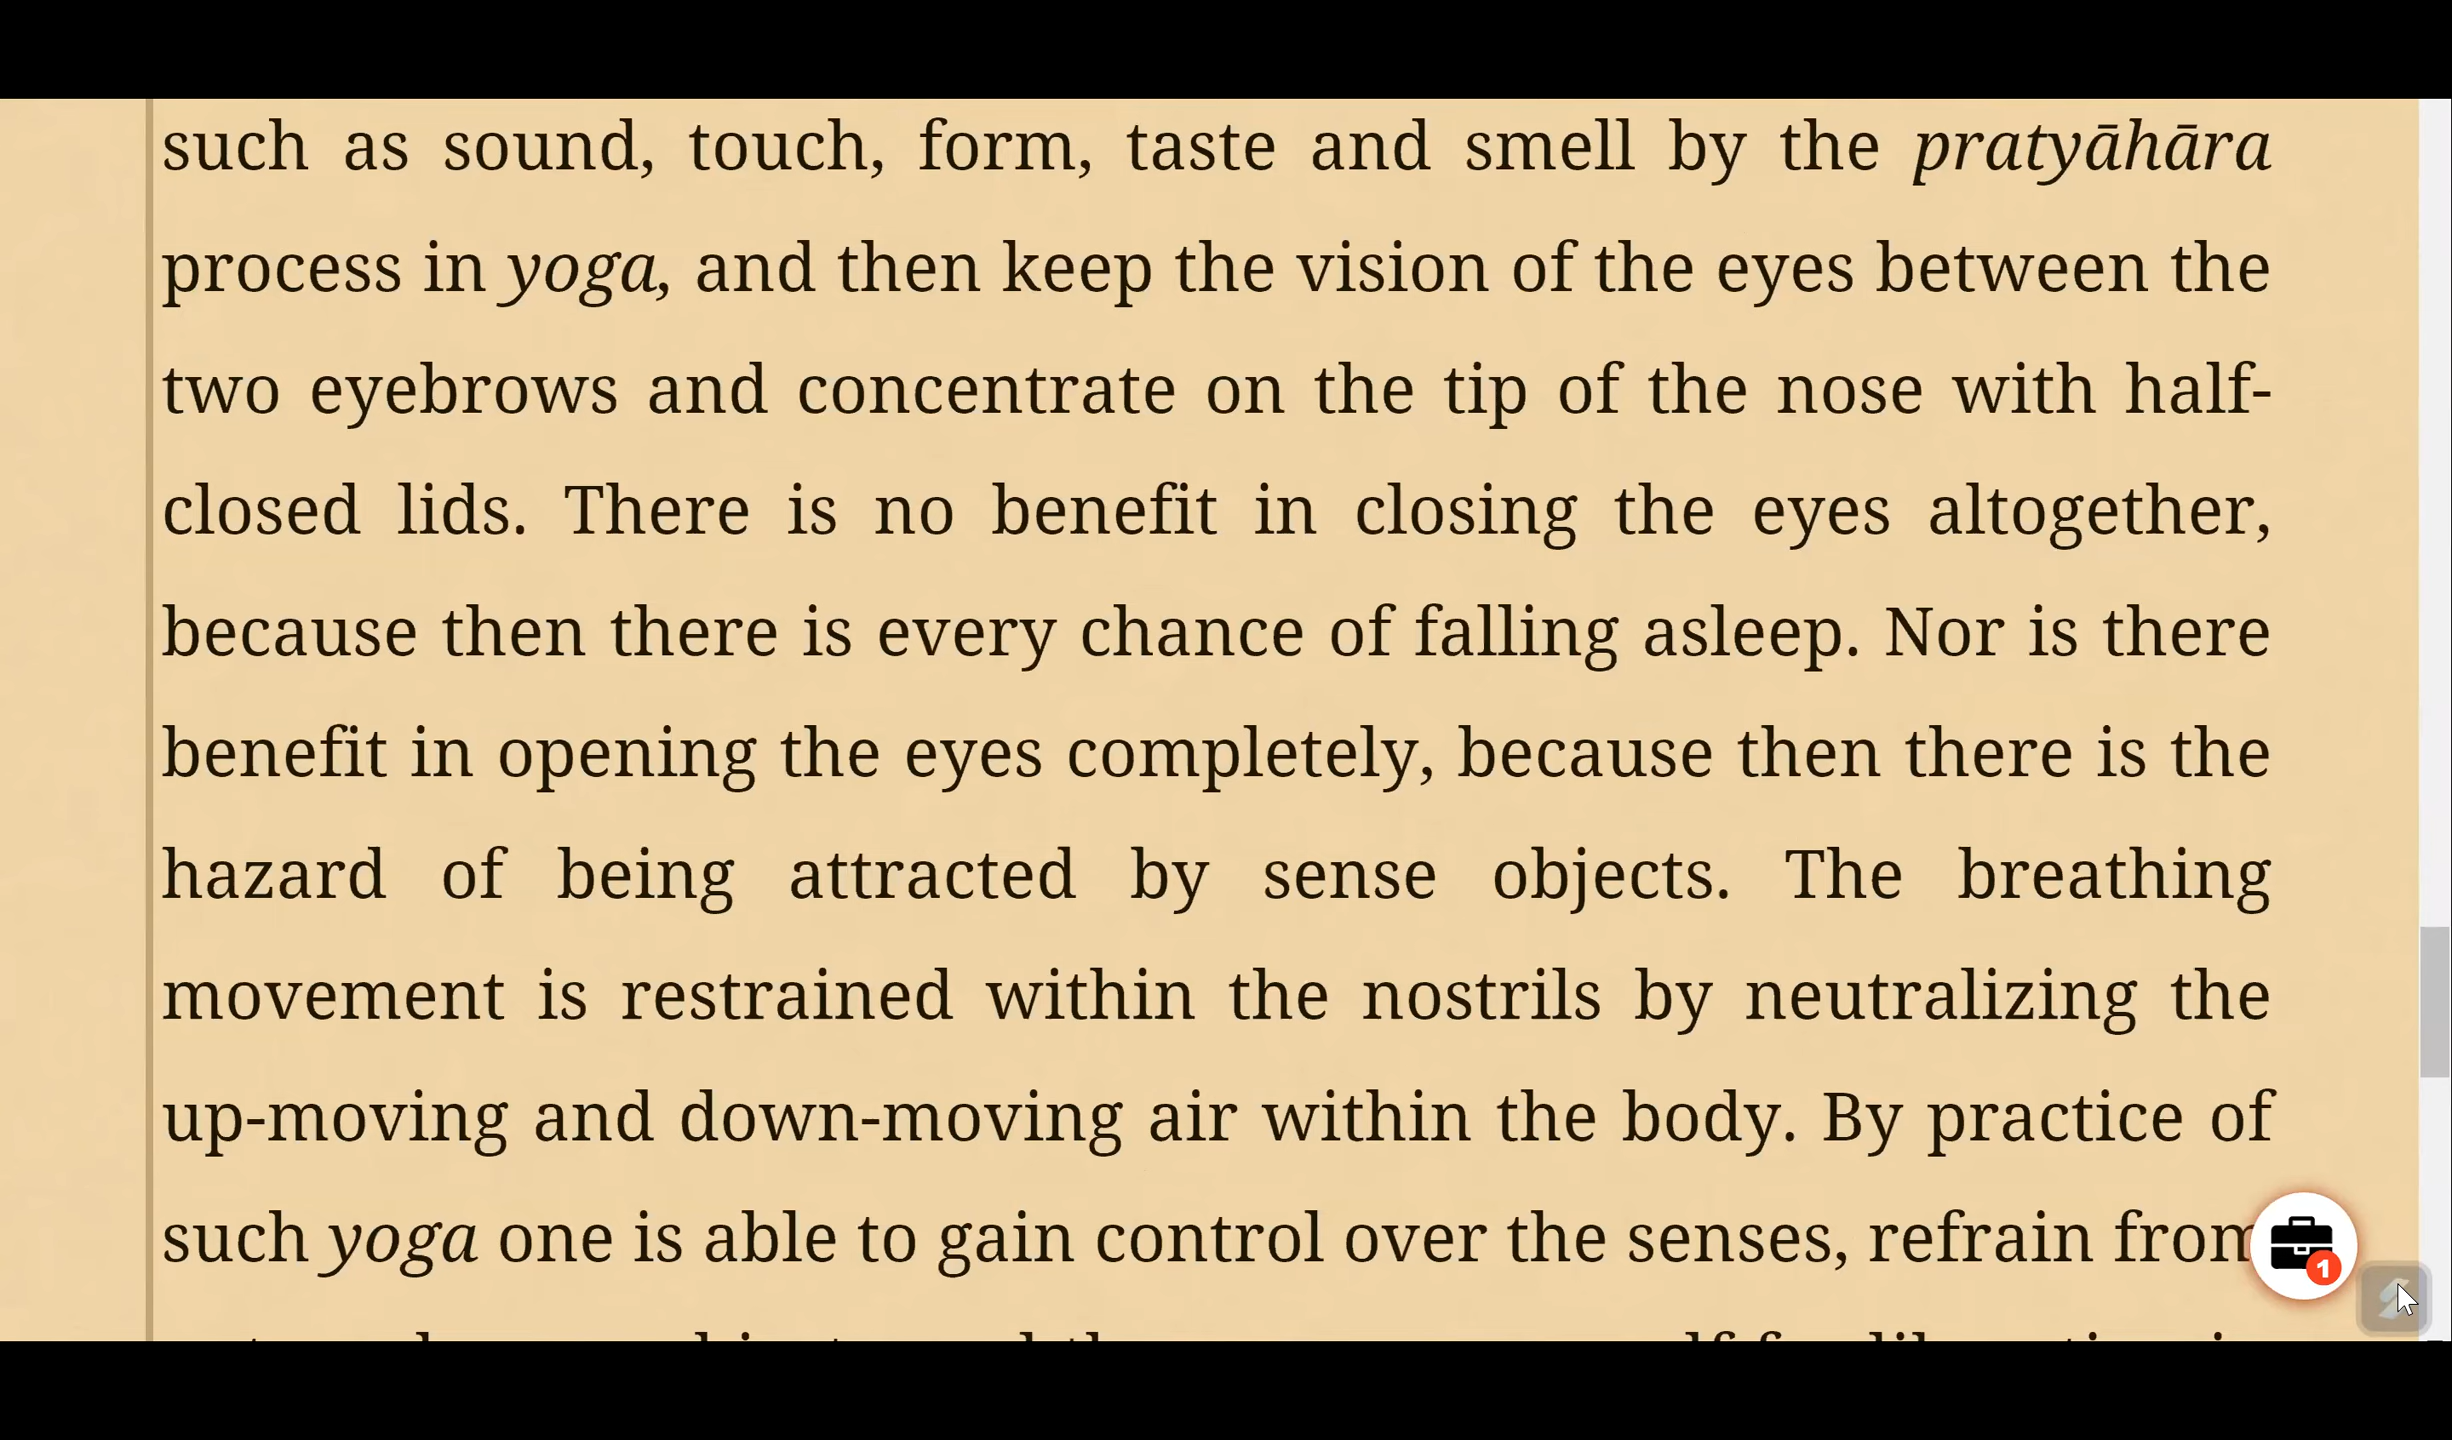 such as sound, touch, form, taste and smell by the pratyāhāra
process in yoga, and then keep the vision of the eyes between the
two eyebrows and concentrate on the tip of the nose with half-
closed lids. There is no benefit in closing the eyes altogether,
because then there is every chance of falling asleep. Nor is there
benefit in opening the eyes completely, because then there is the
hazard of being attracted by sense objects. The breathing
movement is restrained within the nostrils by neutralizing the
up-moving and down-moving air within the body. By practice of
such yoga one is able to gain control over the senses, refrain from
1